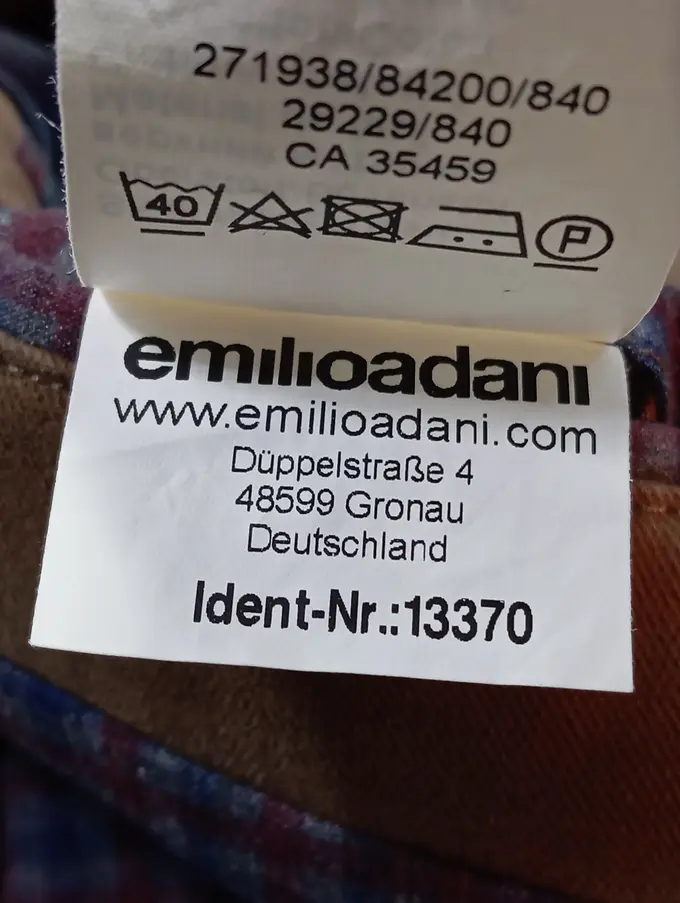 271938/84200/840
29229/840
CA 35459
40 P
emilioadani
www.emilioadani.com
Düppelstraße 4
48599 Gronau
Deutschland
Ident-Nr.:13370